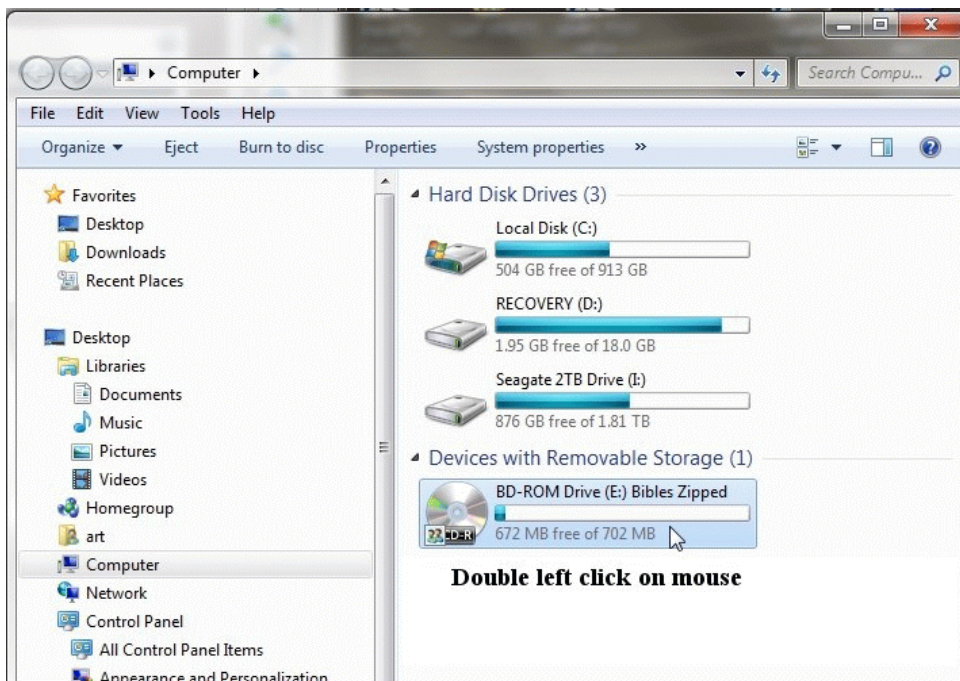 Computer
Search Compu...
File Edit View Tools Help
Organize Eject Burn to disc Properties System properties »
Favorites
Desktop
Downloads
Recent Places
Desktop
Libraries
Documents
Music
Pictures
Videos
Homegroup
art
Computer
Network
Control Panel
All Control Panel Items
Appearance and Personalization
Hard Disk Drives (3)
Local Disk (C:)
504 GB free of 913 GB
RECOVERY (D:)
1.95 GB free of 18.0 GB
Seagate 2TB Drive (I:)
876 GB free of 1.81 TB
Devices with Removable Storage (1)
BD-ROM Drive (E:) Bibles Zipped
CD-R
672 MB free of 702 MB
Double left click on mouse